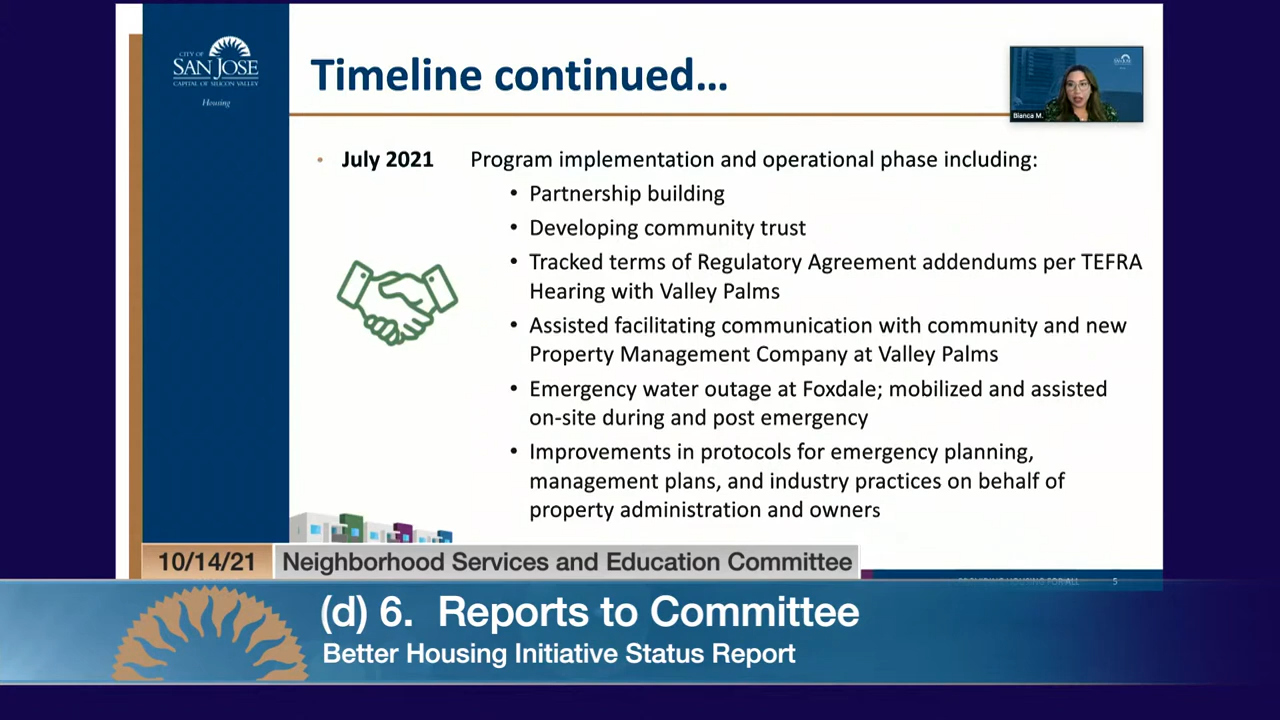 CITY OF
SAN JOSE
CAPITAL OF SILICON VALLEY
Housing
Timeline continued...
Bianca M.
• July 2021 Program implementation and operational phase including:
• Partnership building
• Developing community trust
• Tracked terms of Regulatory Agreement addendums per TEFRA
Hearing with Valley Palms
• Assisted facilitating communication with community and new
Property Management Company at Valley Palms
• Emergency water outage at Foxdale; mobilized and assisted
on-site during and post emergency
• Improvements in protocols for emergency planning,
management plans, and industry practices on behalf of
property administration and owners
10/14/21 Neighborhood Services and Education Committee
PROVIDING HOUSING FOR ALL 5
(d) 6. Reports to Committee
Better Housing Initiative Status Report